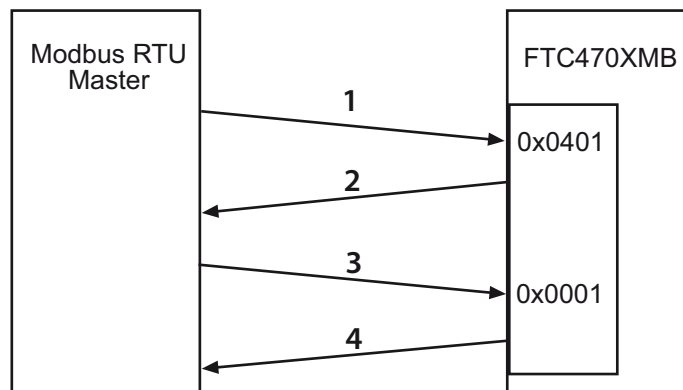 Modbus RTU
Master
FTC470XMB
1
0x0401
2
3
0x0001
4